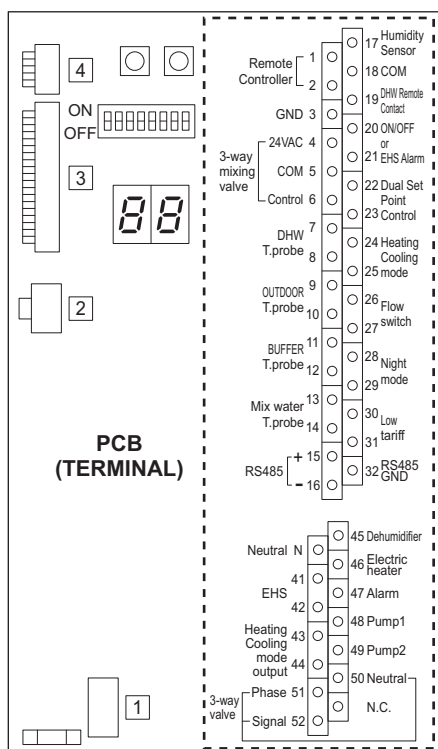 4
ON
OFF
3
88
2
PCB
(TERMINAL)
1
Remote
Controller
1
2
GND 3
3-way
mixing
valve
24VAC 4
COM 5
Control 6
DHW
T.probe
7
8
OUTDOOR
T.probe
9
10
BUFFER
T.probe
11
12
Mix water
T.probe
13
14
RS485
+ 15
- 16
17 Humidity
Sensor
18 COM
19 DHW Remote
Contact
20 ON/OFF
or
21 EHS Alarm
22 Dual Set
Point
23 Control
24 Heating
Cooling
25 mode
26 Flow
switch
27
28 Night
mode
29
30 Low
tariff
31
32 RS485
GND
Neutral N
EHS
41
42
Heating
Cooling
mode
output
43
44
3-way
valve
Phase 51
Signal 52
45 Dehumidifier
46 Electric
heater
47 Alarm
48 Pump1
49 Pump2
50 Neutral
N.C.